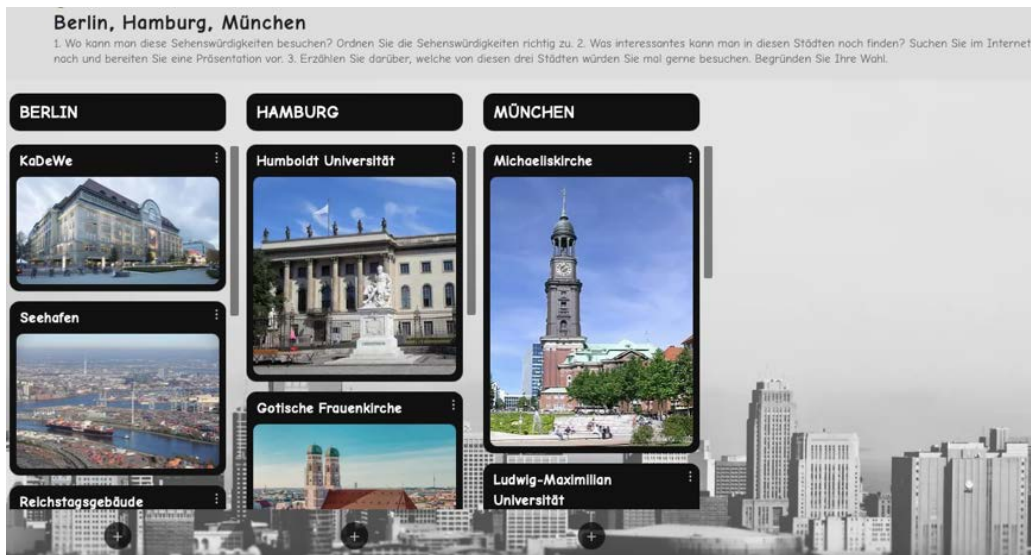 Berlin, Hamburg, München
1. Wo kann man diese Sehenswürdigkeiten besuchen? Ordnen Sie die Sehenswürdigkeiten richtig zu. 2. Was interessantes kann man in diesen Städten noch finden? Suchen Sie im Internet
nach und bereiten Sie eine Präsentation vor. 3. Erzählen Sie darüber, welche von diesen drei Städten würden Sie mal gerne besuchen. Begründen Sie Ihre Wahl.
BERLIN
KaDeWe
Seehafen
Reichstagsgebäude
HAMBURG
Humboldt Universität
Gotische Frauenkirche
MÜNCHEN
Michaeliskirche
Ludwig-Maximilian
Universität